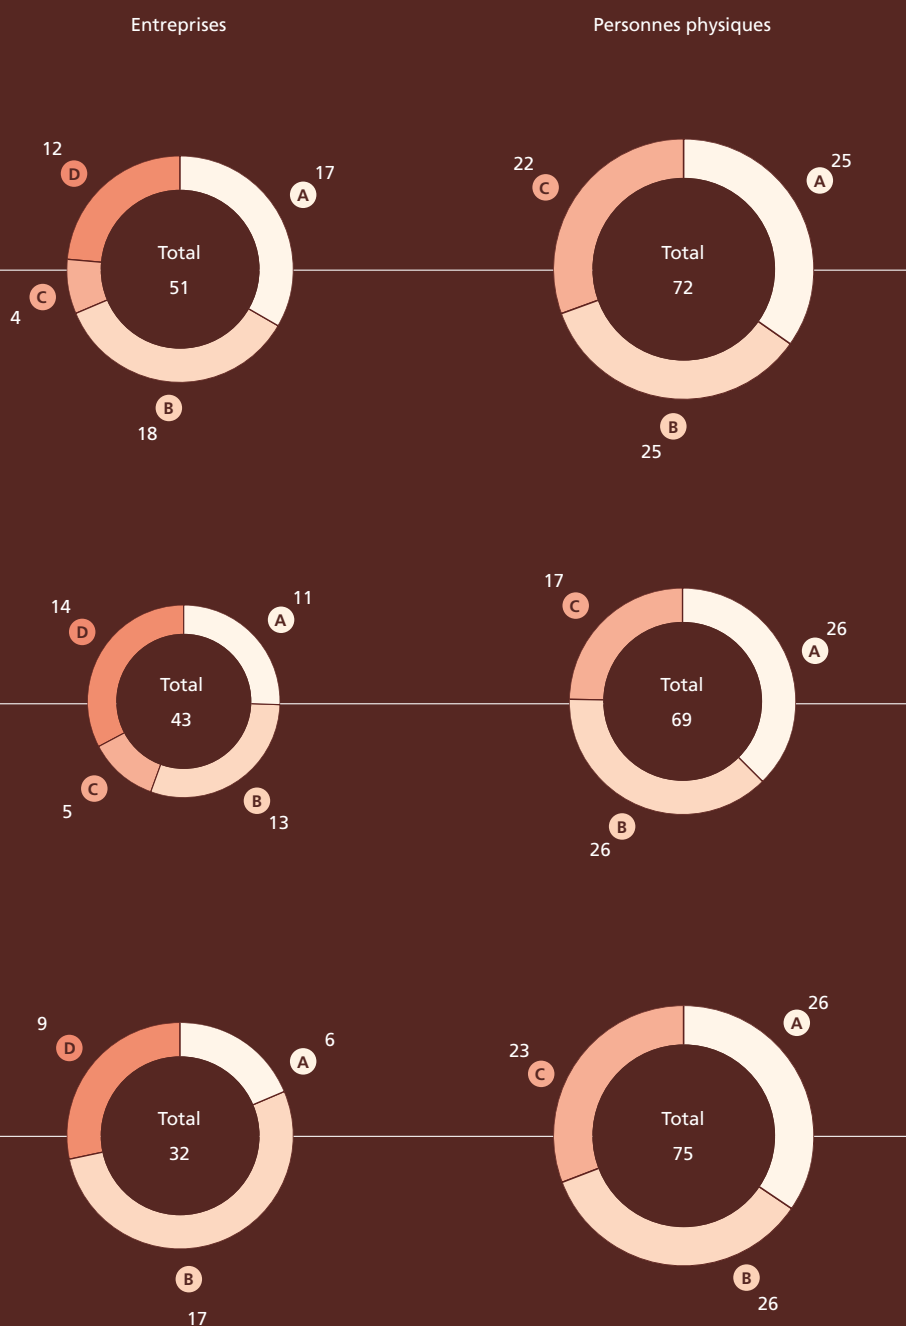 Entreprises
Personnes physiques
12
D
17
A
Total
51
C
4
B
18
22
C
25
A
Total
72
B
25
14
D
11
A
Total
43
C
5
B
13
17
C
26
A
Total
69
B
26
9
D
6
A
Total
32
B
17
23
C
26
A
Total
75
B
26